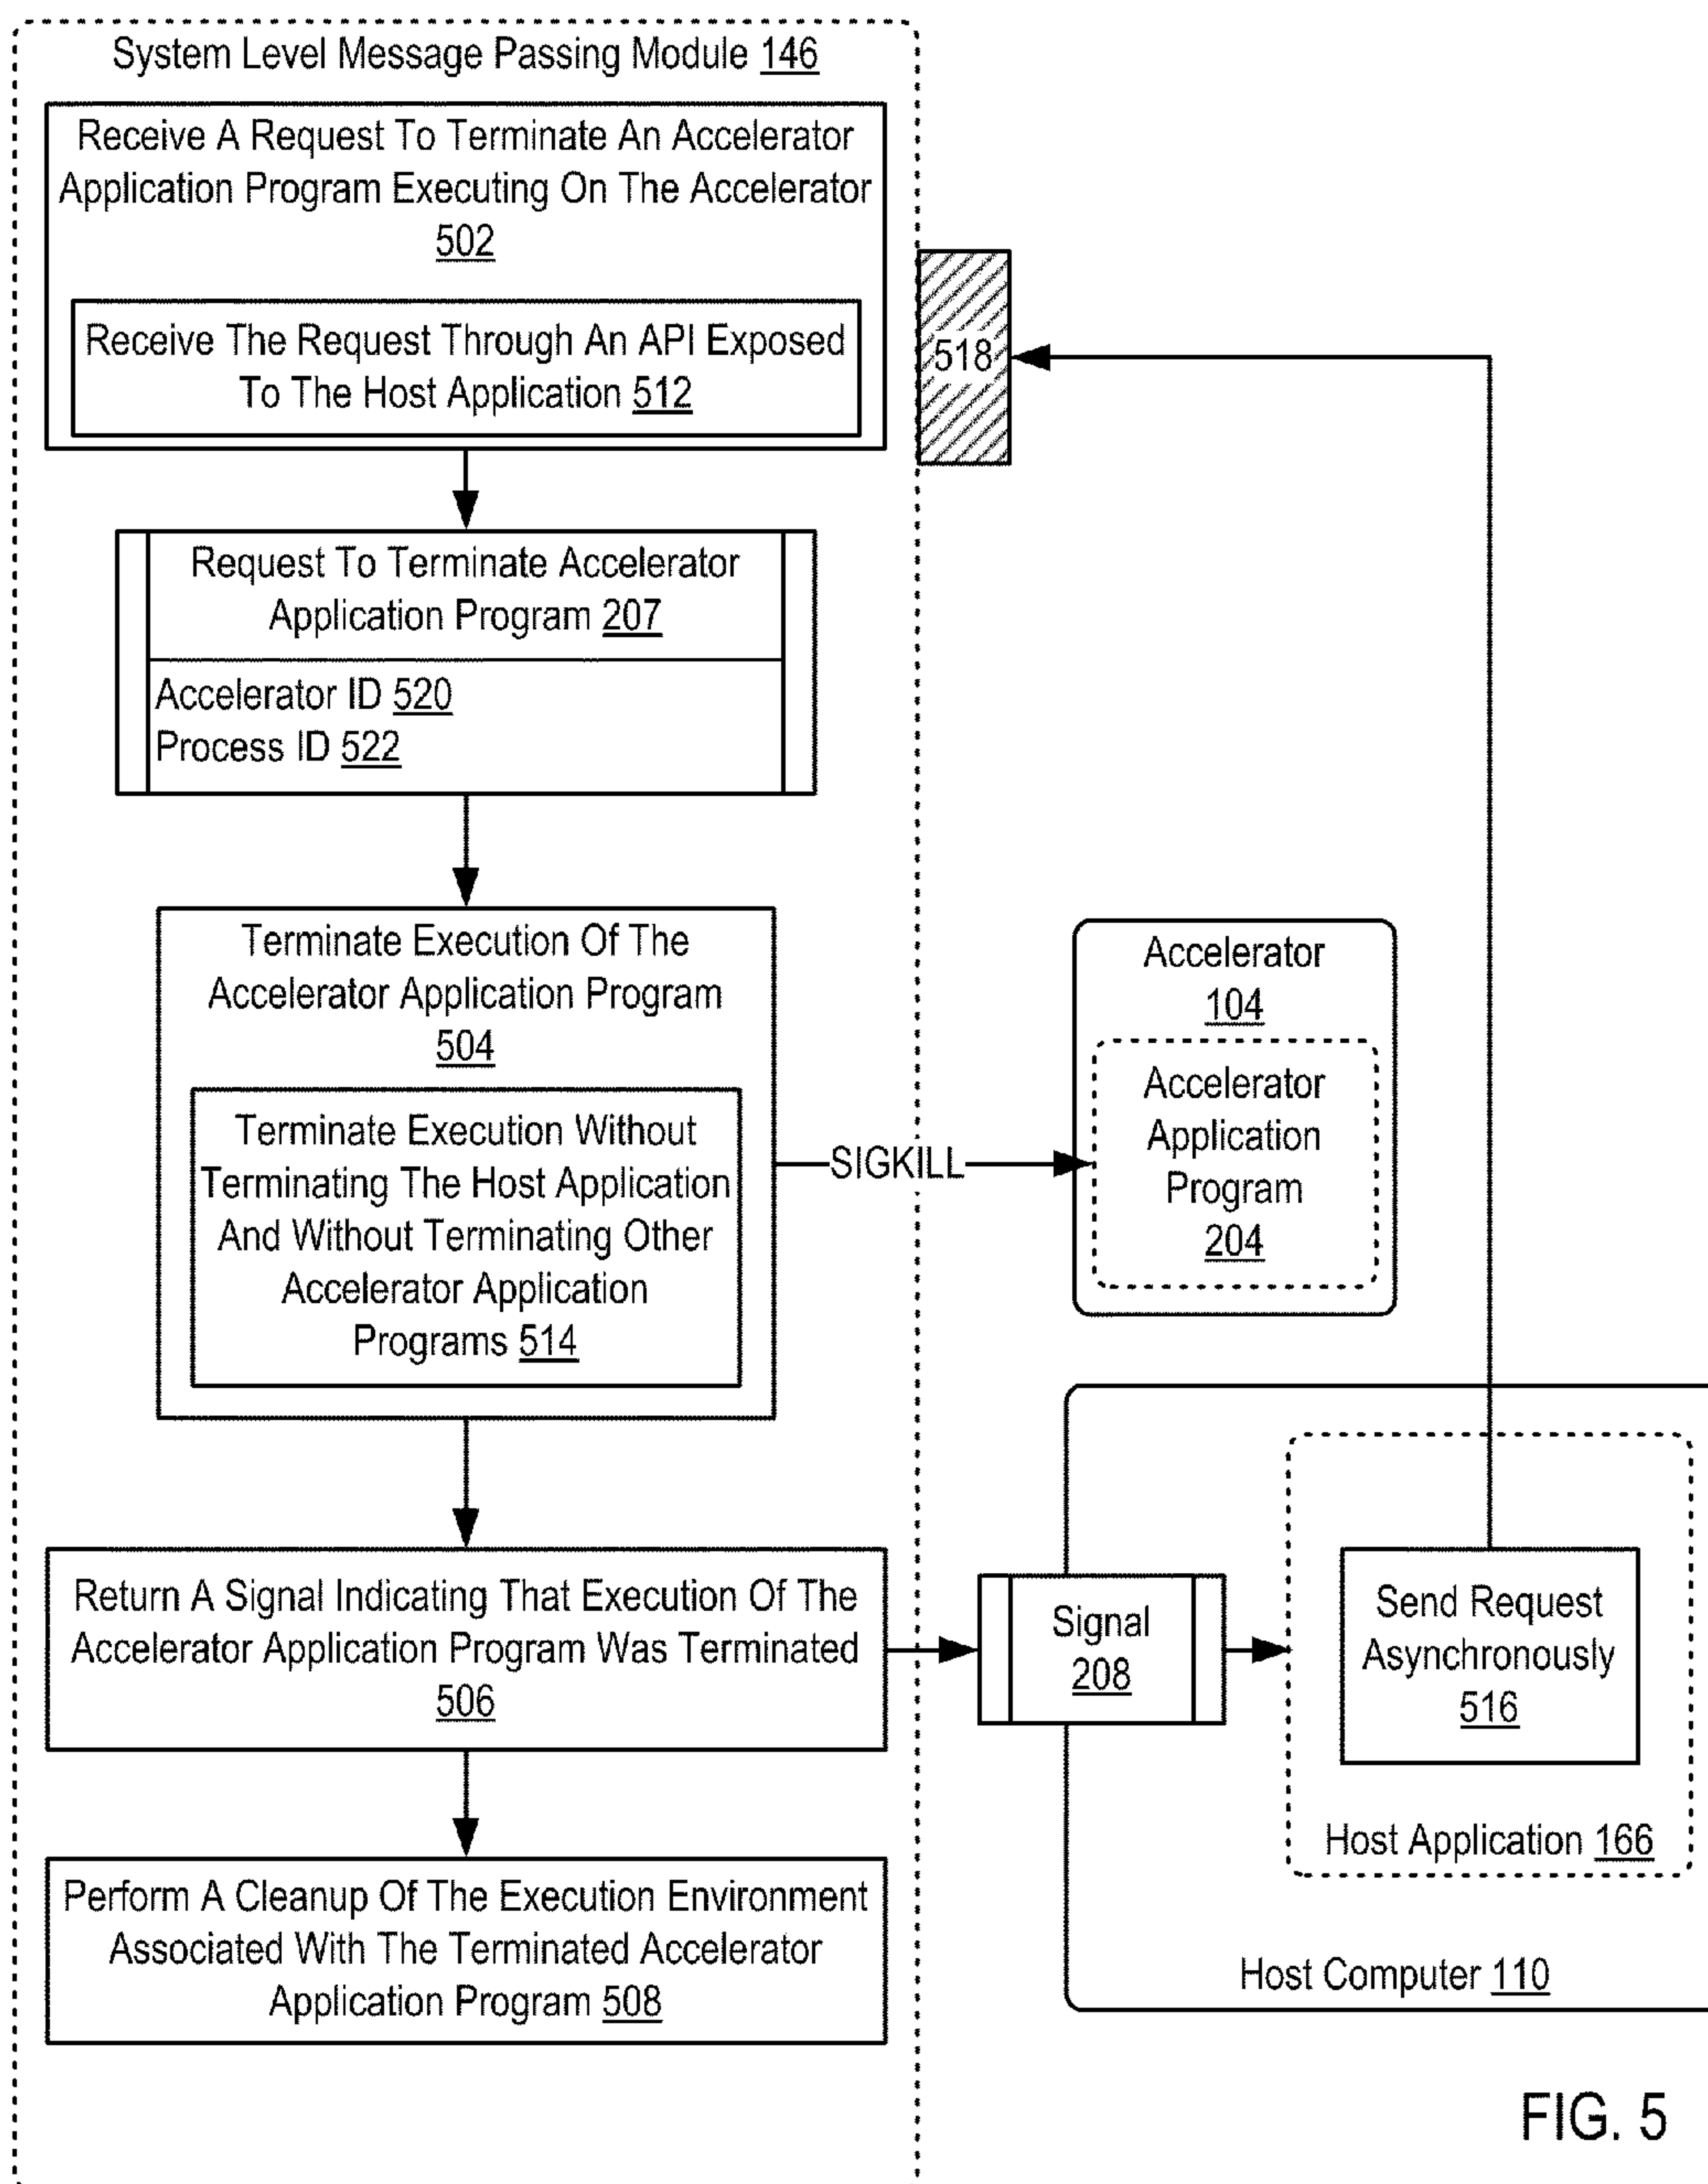 System Level Message Passing Module 146
Receive A Request To Terminate An Accelerator
Application Program Executing On The Accelerator
502
Receive The Request Through An API Exposed
To The Host Application 512
518
Request To Terminate Accelerator
Application Program 207
Accelerator ID 520
Process ID 522
Terminate Execution Of The
Accelerator Application Program
504
Terminate Execution Without
Terminating The Host Application
And Without Terminating Other
Accelerator Application
Programs 514
SIGKILL
Accelerator
104
Accelerator
Application
Program
204
Return A Signal Indicating That Execution Of The
Accelerator Application Program Was Terminated
506
Signal
208
Send Request
Asynchronously
516
Host Application 166
Host Computer 110
Perform A Cleanup Of The Execution Environment
Associated With The Terminated Accelerator
Application Program 508
FIG. 5